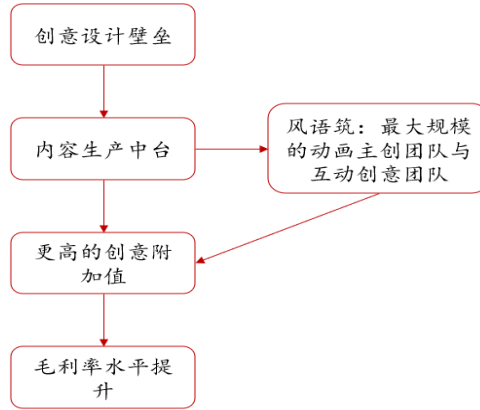 创意设计壁垒
内容生产中台
风语筑：最大规模
的动画主创团队与
互动创意团队
更高的创意附
加值
毛利率水平提
升